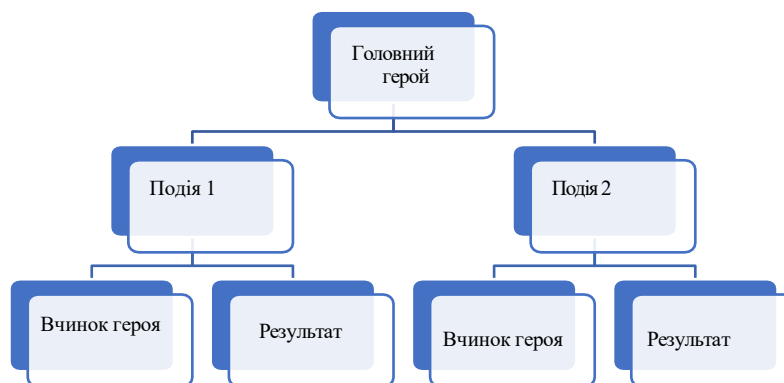 Головний
герой
Подія 1
Подія 2
Вчинок героя
Результат
Вчинок героя
Результат